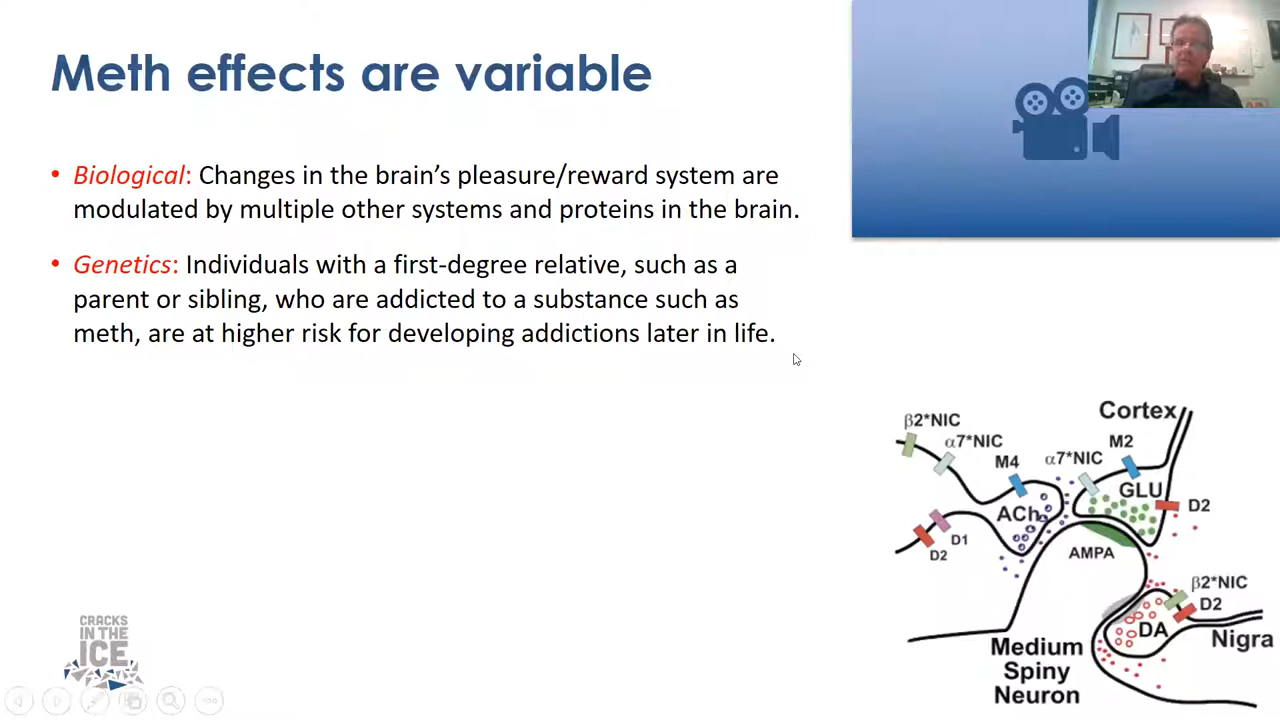 Meth effects are variable
• Biological: Changes in the brain’s pleasure/reward system are
modulated by multiple other systems and proteins in the brain.
• Genetics: Individuals with a first-degree relative, such as a
parent or sibling, who are addicted to a substance such as
meth, are at higher risk for developing addictions later in life.
Cortex
β2*NIC
α7*NIC
M4
α7*NIC
M2
GLU
D2
ACh
D1
D2
AMPA
β2*NIC
D2
DA
Nigra
Medium
Spiny
Neuron
CRACKS
IN THE
ICE